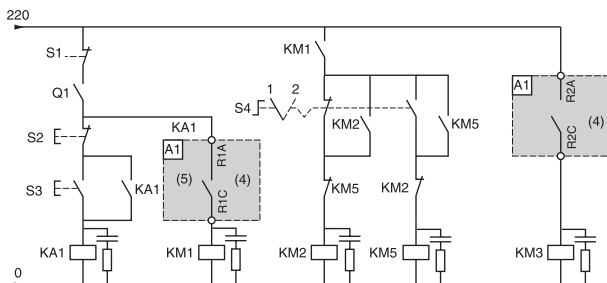 220
S1
Q1
S2
S3
KA1
KA1
A1
R1A
(5)
(4)
R1C
KA1
KM1
KM1
1 2
S4
KM2
KM5
KM5
KM2
KM2
KM5
A1
R2A
(4)
R2C
KM3
0